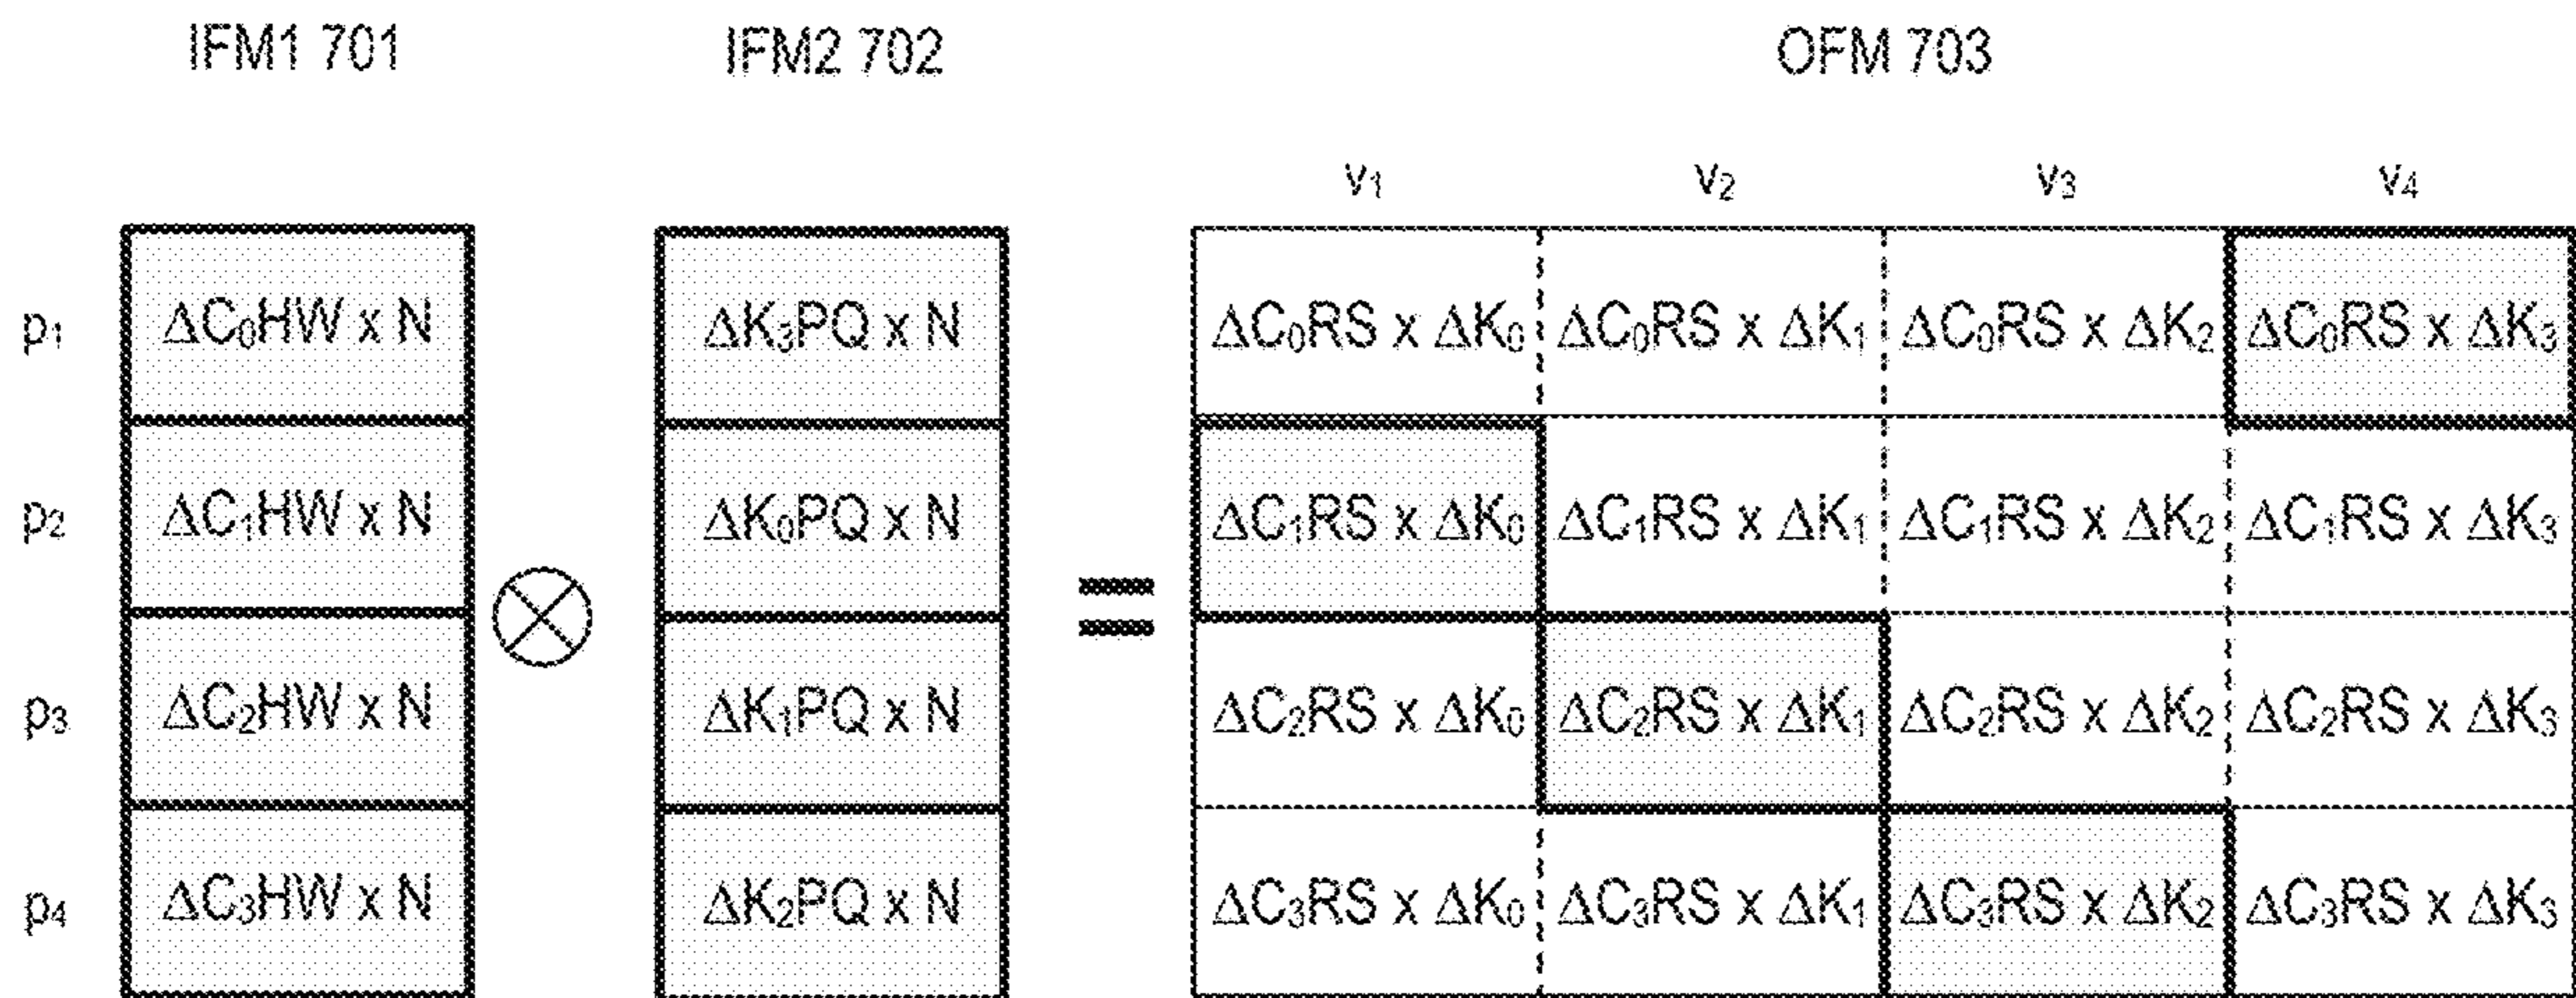 IFM1 701 IFM2 702 OFM 703
v₁ v₂ v₃ v₄
p₁ ΔC₀HW x N ΔK₃PQ x N ΔC₀RS x ΔK₀ ΔC₀RS x ΔK₁ ΔC₀RS x ΔK₂ ΔC₀RS x ΔK₃
p₂ ΔC₁HW x N ΔK₀PQ x N ΔC₁RS x ΔK₀ ΔC₁RS x ΔK₁ ΔC₁RS x ΔK₂ ΔC₁RS x ΔK₃
⊗ =
p₃ ΔC₂HW x N ΔK₁PQ x N ΔC₂RS x ΔK₀ ΔC₂RS x ΔK₁ ΔC₂RS x ΔK₂ ΔC₂RS x ΔK₃
p₄ ΔC₃HW x N ΔK₂PQ x N ΔC₃RS x ΔK₀ ΔC₃RS x ΔK₁ ΔC₃RS x ΔK₂ ΔC₃RS x ΔK₃